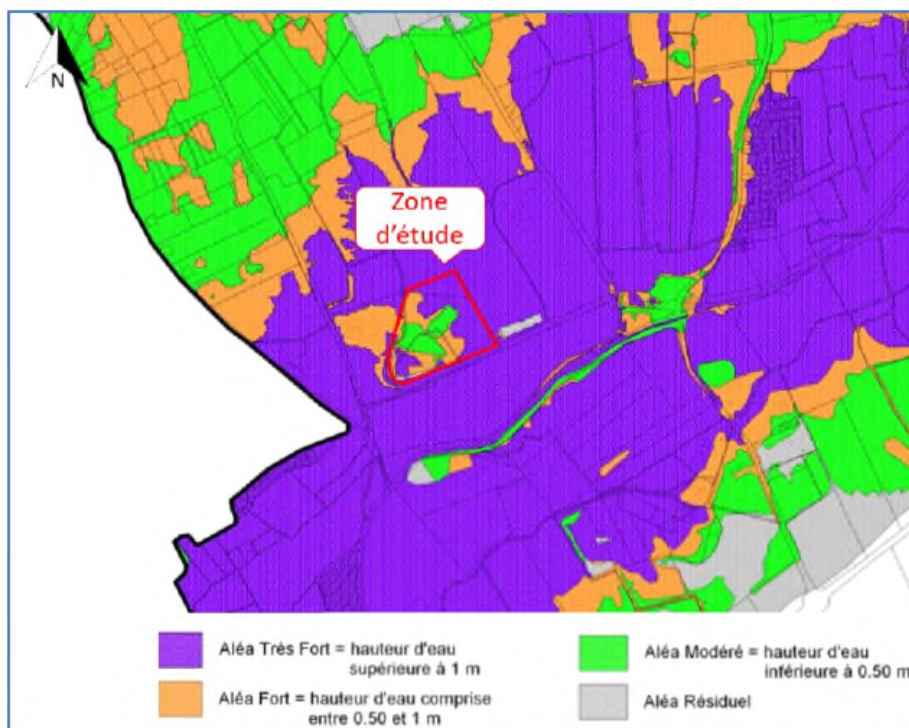 N
Zone
d'étude
Aléa Très Fort = hauteur d'eau
supérieure à 1 m
Aléa Fort = hauteur d'eau comprise
entre 0.50 et 1 m
Aléa Modéré = hauteur d'eau
inférieure à 0.50 m
Aléa Résiduel